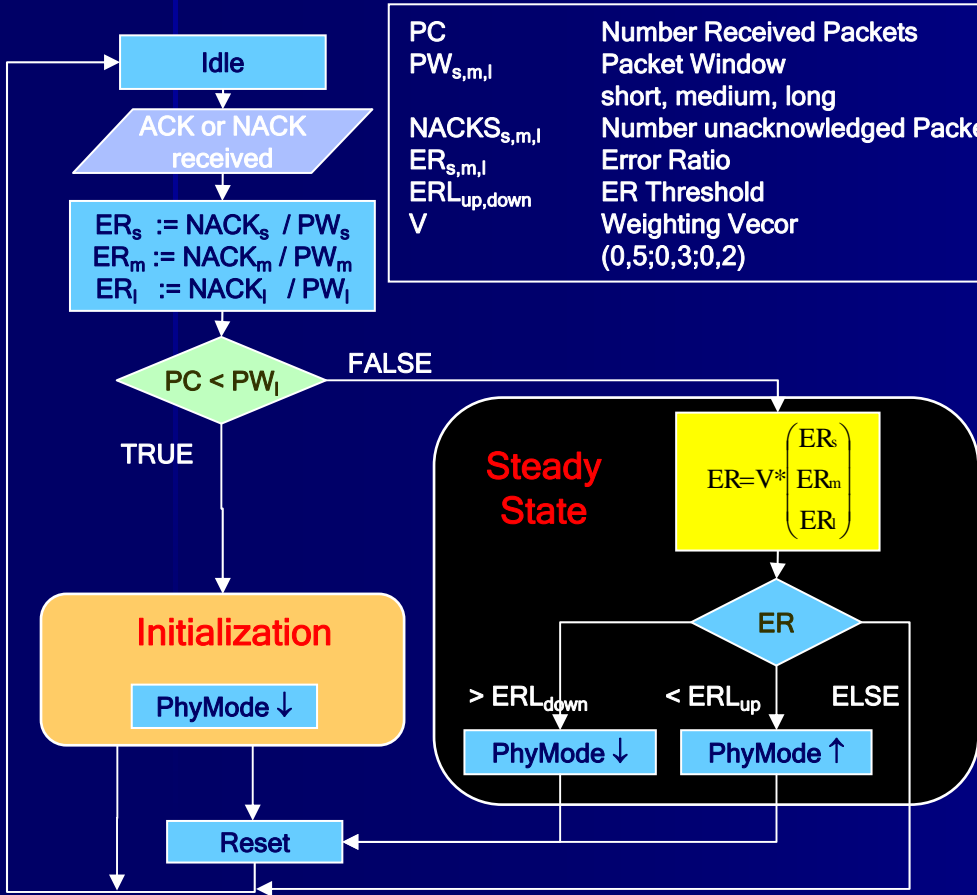 Idle
ACK or NACK
received
ERs := NACKs / PWs
ERm := NACKm / PWm
ERl := NACKl / PWl
PC Number Received Packets
PWs,m,l Packet Window
short, medium, long
NACKSs,m,l Number unacknowledged Packe
ERs,m,l Error Ratio
ERLup,down ER Threshold
V Weighting Vecor
(0,5;0,3;0,2)
PC < PWl
FALSE
TRUE
Steady
State
ER=V*(ERs
ERm
ERl)
ER
> ERLdown
< ERLup
ELSE
PhyMode ↓
PhyMode ↑
Initialization
PhyMode ↓
Reset